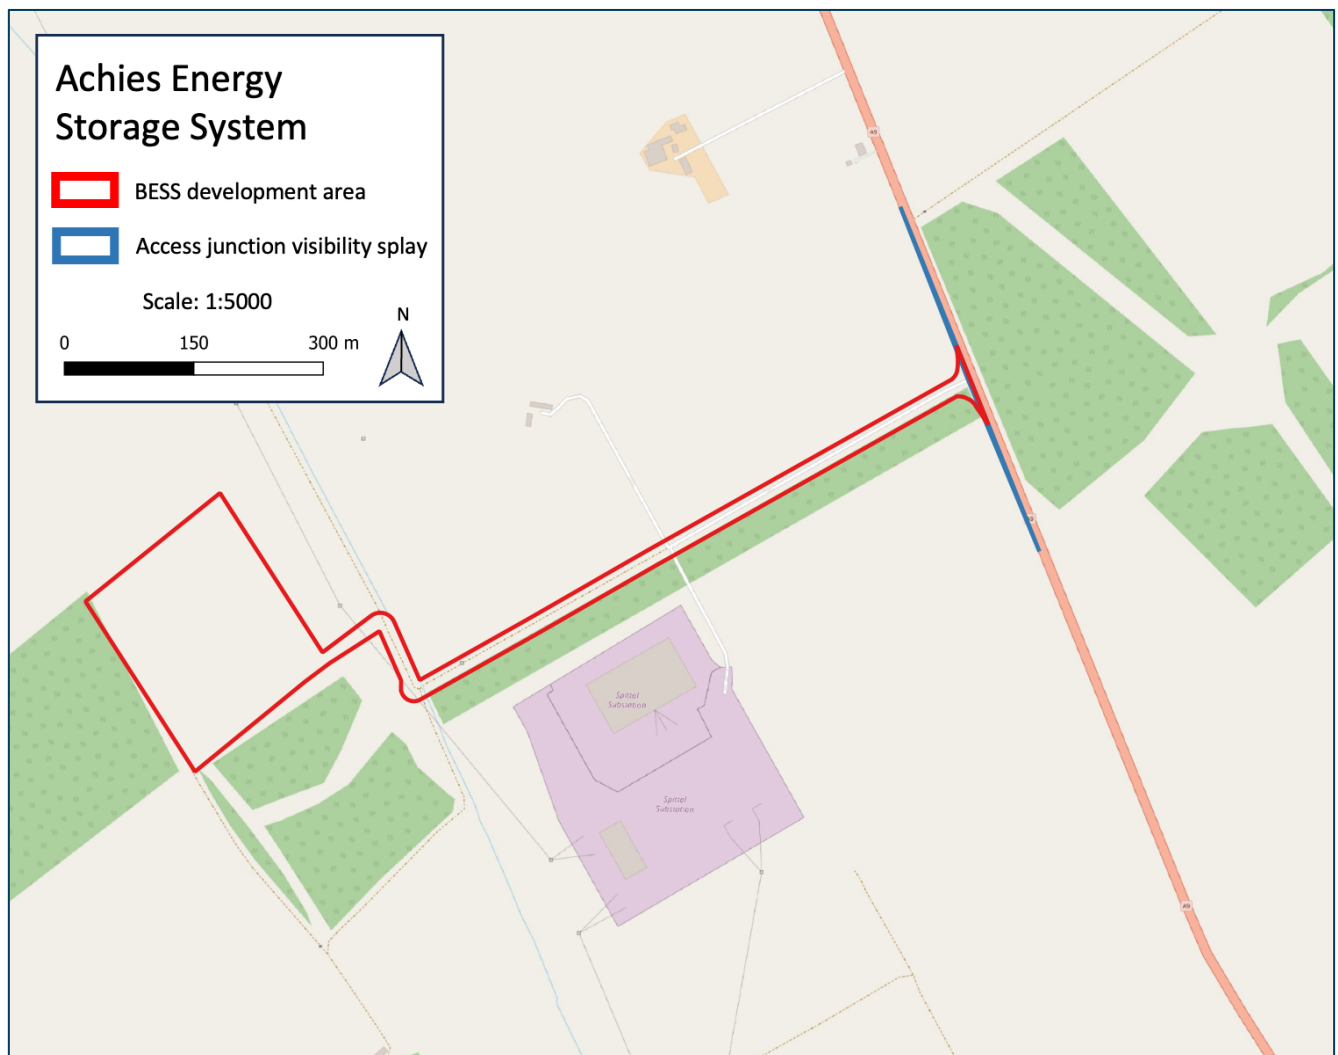 Achies Energy
Storage System
BESS development area
Access junction visibility splay
Scale: 1:5000
N
0 150 300 m
A9
Spittal
Substation
Spittal
Substation
A9